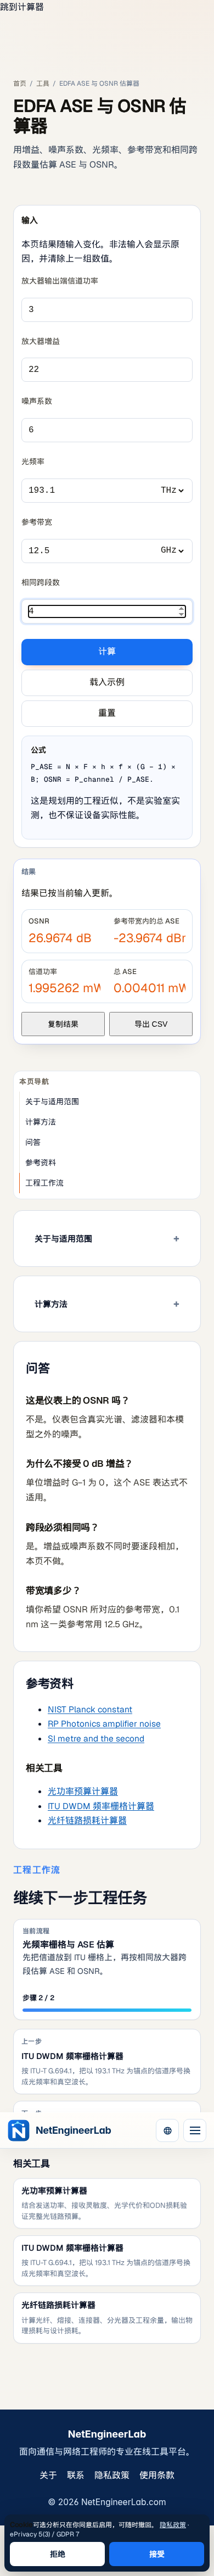 跳到计算器
首页 / 工具 / EDFA ASE 与 OSNR 估算器
EDFA ASE 与 OSNR 估
算器
用增益、噪声系数、光频率、参考带宽和相同跨
段数量估算 ASE 与 OSNR。
输入
本页结果随输入变化。非法输入会显示原
因，并清除上一组数值。
放大器输出端信道功率
3
放大器增益
22
噪声系数
6
光频率
193.1 THz
参考带宽
12.5 GHz
相同跨段数
4
计算
载入示例
重置
公式
P_ASE = N × F × h × f × (G − 1) ×
B; OSNR = P_channel / P_ASE.
这是规划用的工程近似，不是实验室实
测，也不保证设备实际性能。
结果
结果已按当前输入更新。
OSNR 参考带宽内的总 ASE
26.9674 dB -23.9674 dBm
信道功率 总 ASE
1.995262 mW 0.004011 mW
复制结果 导出 CSV
本页导航
关于与适用范围
计算方法
问答
参考资料
工程工作流
关于与适用范围 +
计算方法 +
问答
这是仪表上的 OSNR 吗？
不是。仪表包含真实光谱、滤波器和本模
型之外的噪声。
为什么不接受 0 dB 增益？
单位增益时 G−1 为 0，这个 ASE 表达式不
适用。
跨段必须相同吗？
是。增益或噪声系数不同时要逐段相加，
本页不做。
带宽填多少？
填你希望 OSNR 所对应的参考带宽，0.1
nm 这一类参考常用 12.5 GHz。
参考资料
NIST Planck constant
RP Photonics amplifier noise
SI metre and the second
相关工具
光功率预算计算器
ITU DWDM 频率栅格计算器
光纤链路损耗计算器
工程工作流
继续下一步工程任务
当前流程
光频率栅格与 ASE 估算
先把信道放到 ITU 栅格上，再按相同放大器跨
段估算 ASE 和 OSNR。
步骤 2 / 2
上一步
ITU DWDM 频率栅格计算器
按 ITU-T G.694.1，把以 193.1 THz 为锚点的信道序号换
成光频率和真空波长。
NetEngineerLab
相关工具
光功率预算计算器
结合发送功率、接收灵敏度、光学代价和ODN损耗验
证完整光链路预算。
ITU DWDM 频率栅格计算器
按 ITU-T G.694.1，把以 193.1 THz 为锚点的信道序号换
成光频率和真空波长。
光纤链路损耗计算器
计算光纤、熔接、连接器、分光器及工程余量，输出物
理损耗与设计损耗。
NetEngineerLab
面向通信与网络工程师的专业在线工具平台。
关于 联系 隐私政策 使用条款
© 2026 NetEngineerLab.com
可选分析只在你同意后启用，可随时撤回。 隐私政策 ·
ePrivacy 5(3) / GDPR 7
拒绝 接受